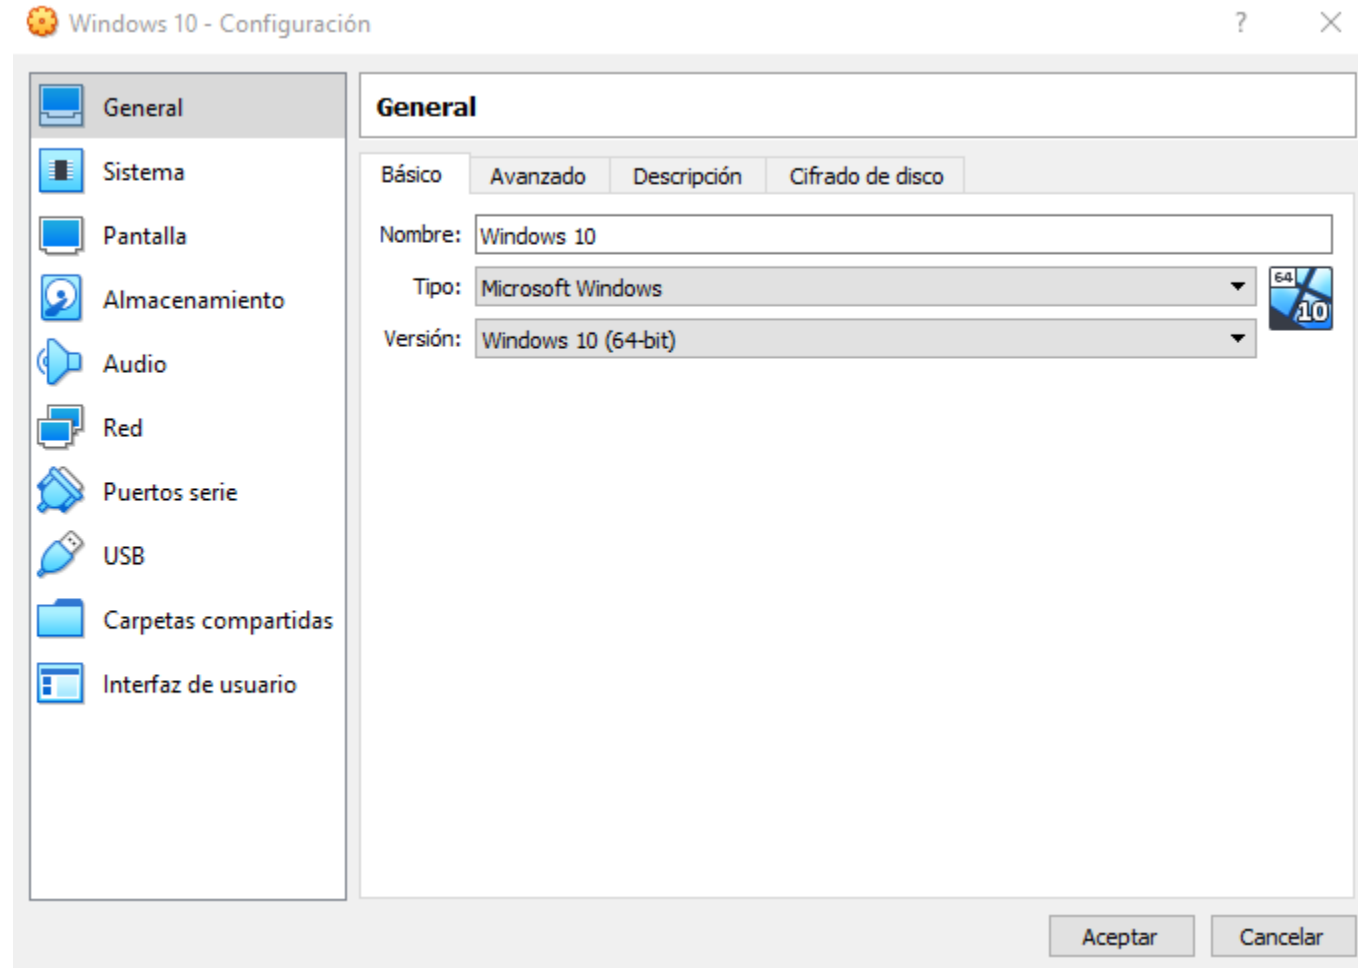 Windows 10 - Configuración ?
General
Sistema
Pantalla
Almacenamiento
Audio
Red
Puertos serie
USB
Carpetas compartidas
Interfaz de usuario
General
Básico Avanzado Descripción Cifrado de disco
Nombre: Windows 10
Tipo: Microsoft Windows
64
10
Versión: Windows 10 (64-bit)
Aceptar Cancelar